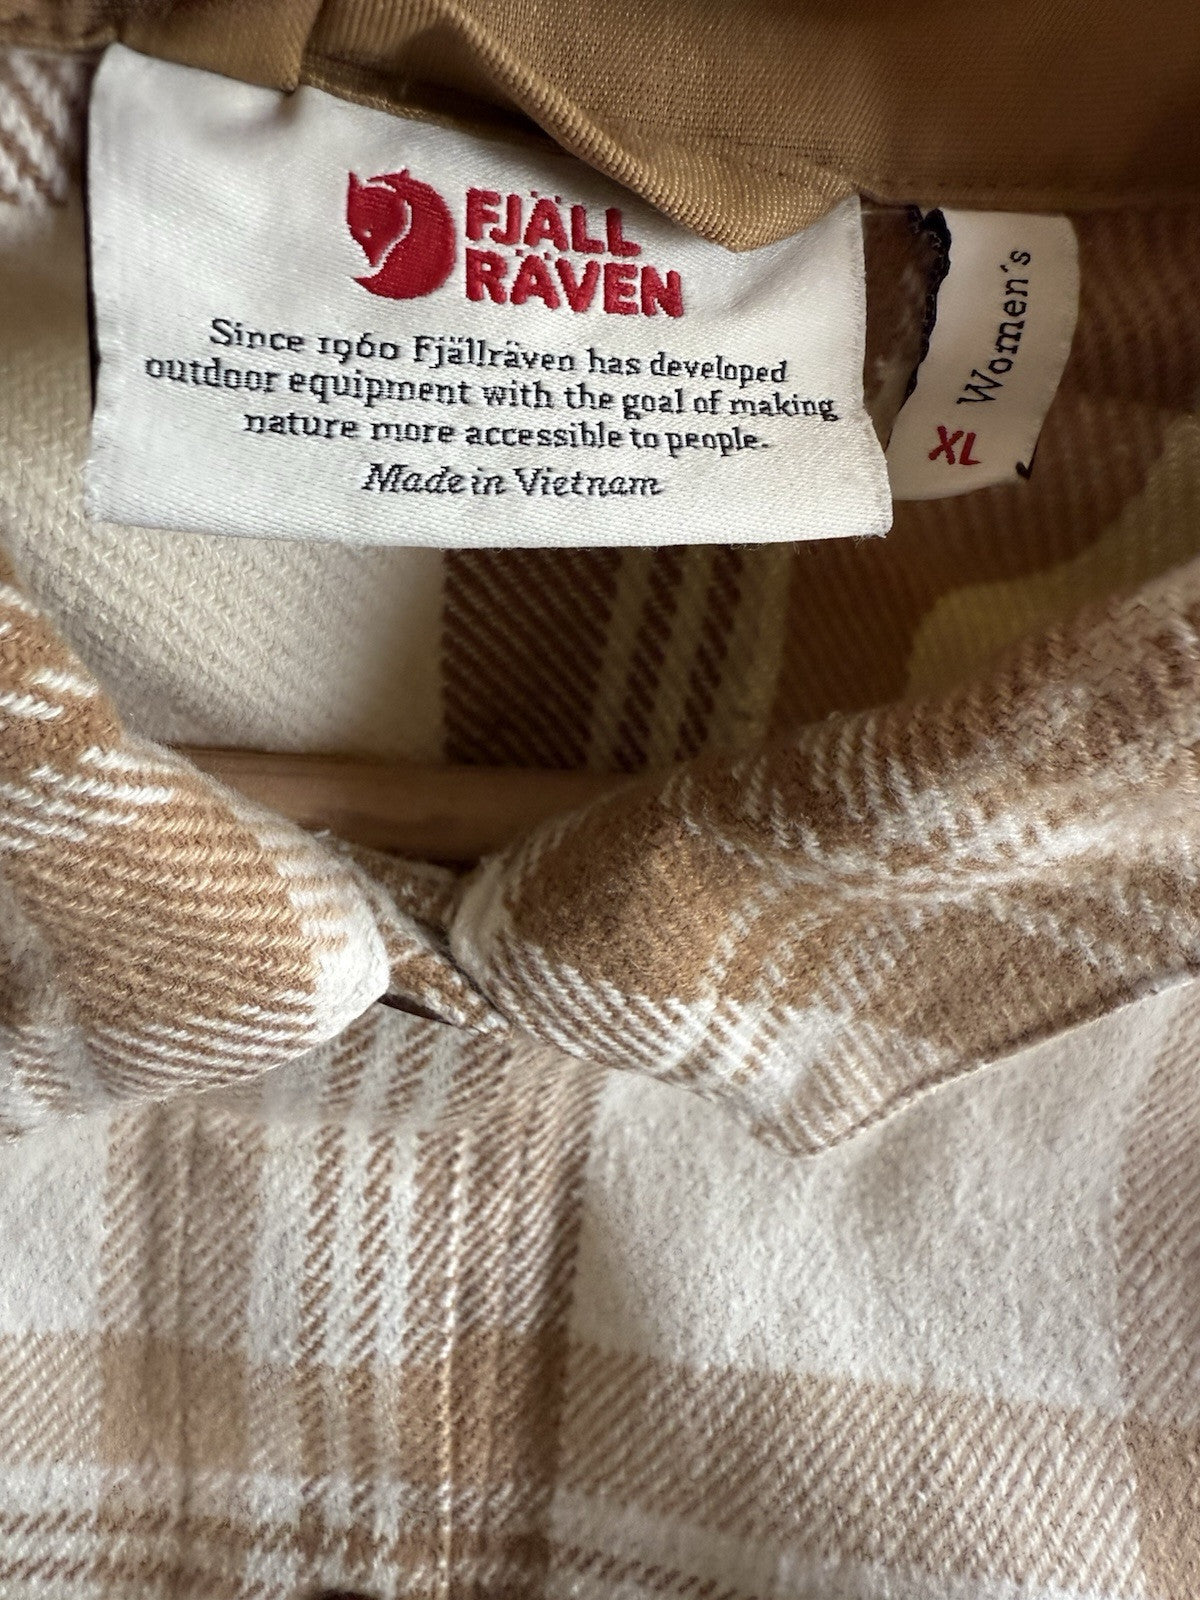 FJÄLL
RÄVEN
Since 1960 Fjällräven has developed
outdoor equipment with the goal of making
nature more accessible to people.
Made in Vietnam
XL Women´s